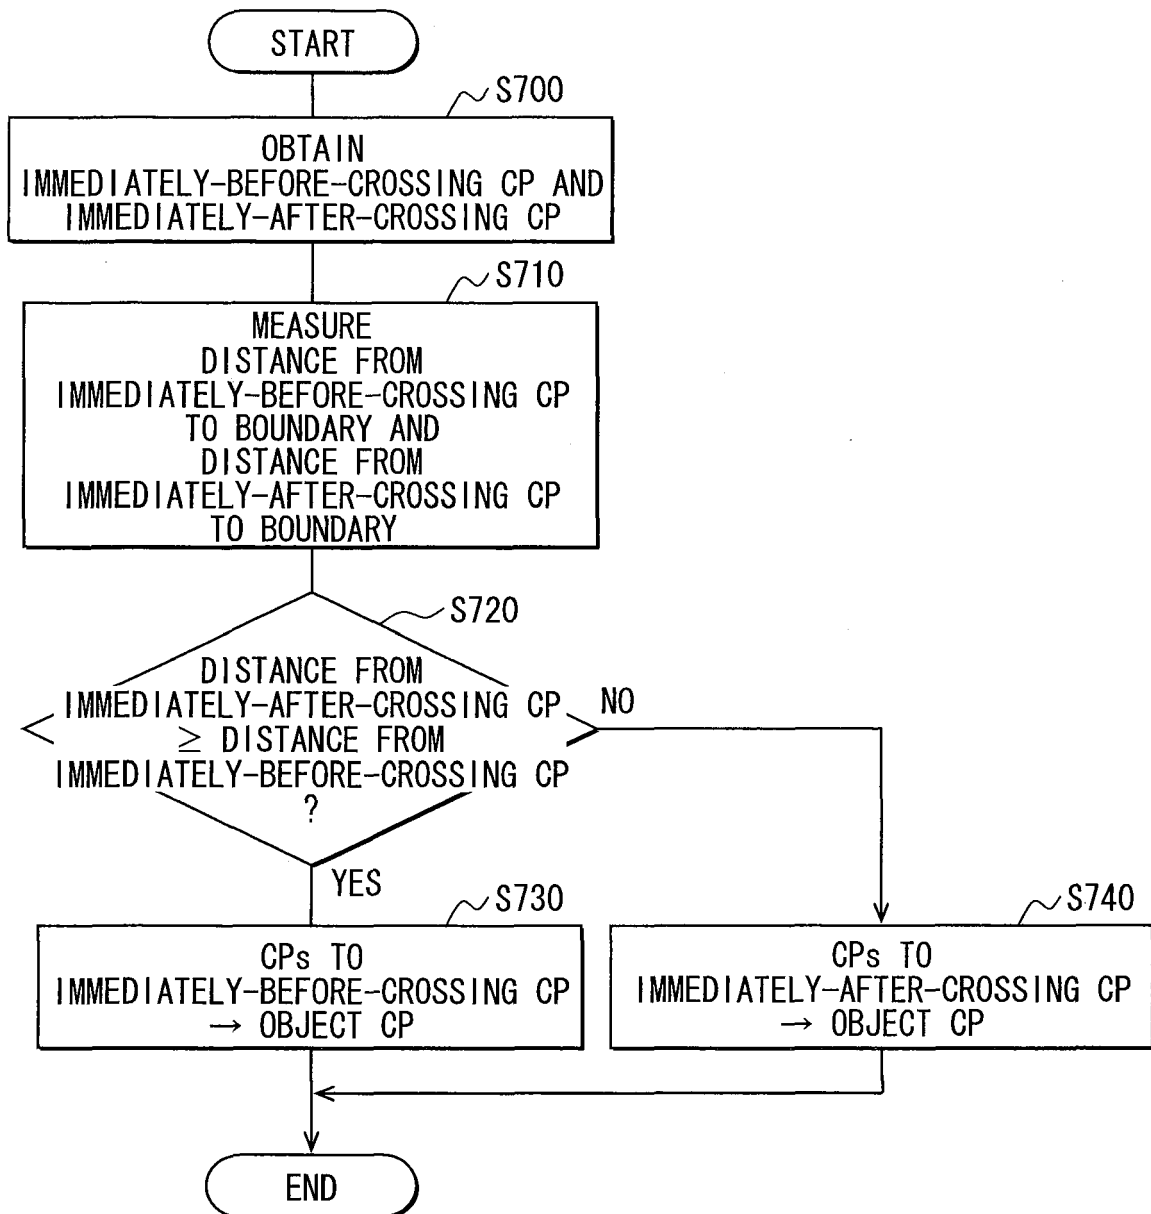 START
S700
OBTAIN
IMMEDIATELY-BEFORE-CROSSING CP AND
IMMEDIATELY-AFTER-CROSSING CP
S710
MEASURE
DISTANCE FROM
IMMEDIATELY-BEFORE-CROSSING CP
TO BOUNDARY AND
DISTANCE FROM
IMMEDIATELY-AFTER-CROSSING CP
TO BOUNDARY
S720
DISTANCE FROM
IMMEDIATELY-AFTER-CROSSING CP
≥ DISTANCE FROM
IMMEDIATELY-BEFORE-CROSSING CP
?
NO
YES
S730
CPs TO
IMMEDIATELY-BEFORE-CROSSING CP
→ OBJECT CP
S740
CPs TO
IMMEDIATELY-AFTER-CROSSING CP
→ OBJECT CP
END